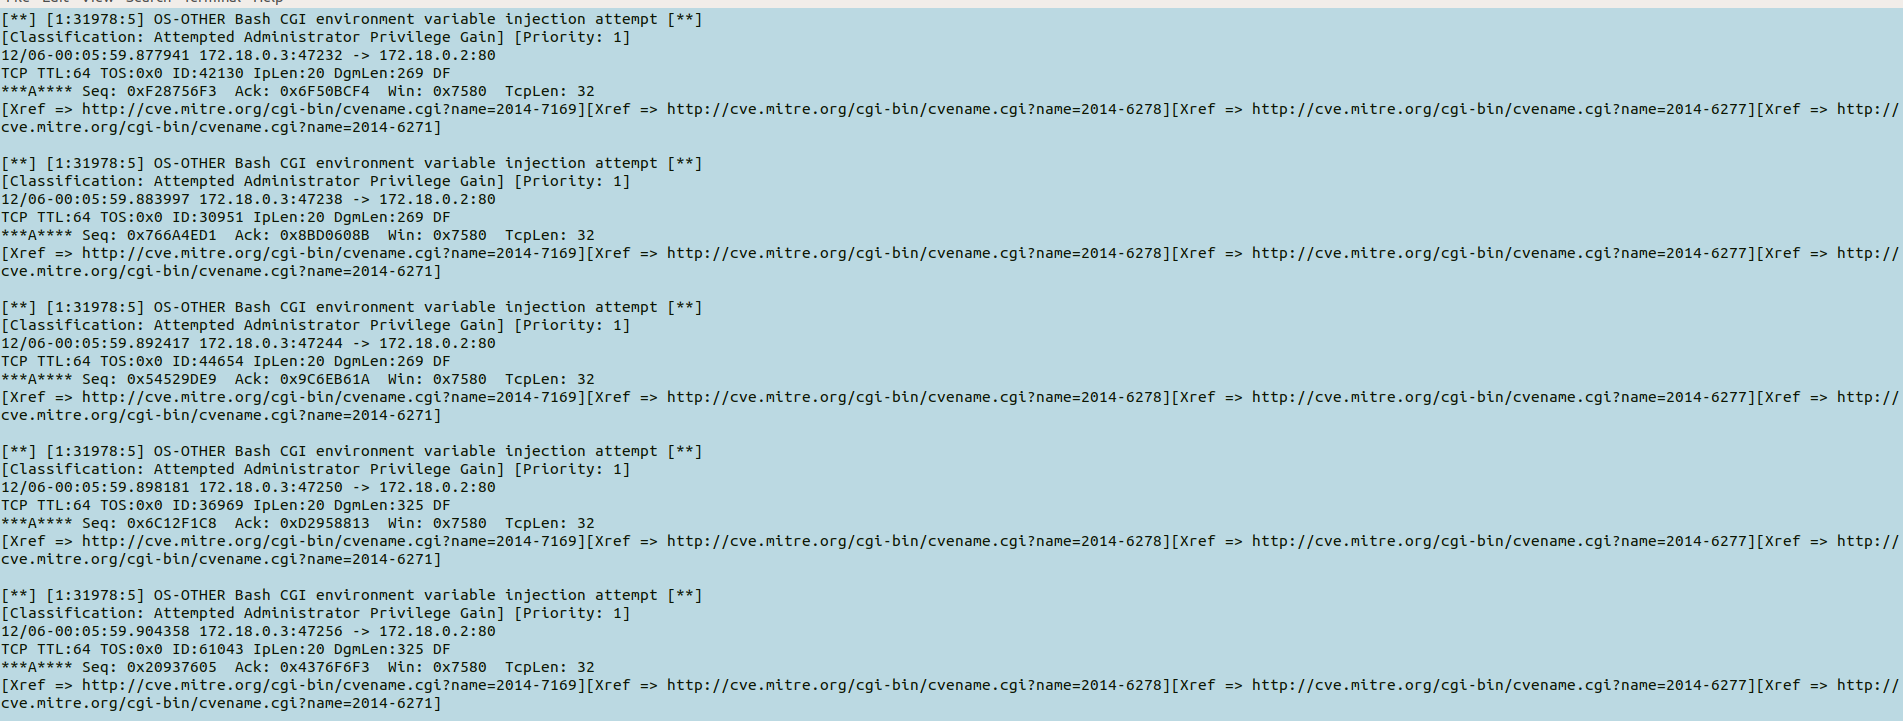 File Edit View Search Terminal Help
[**] [1:31978:5] OS-OTHER Bash CGI environment variable injection attempt [**]
[Classification: Attempted Administrator Privilege Gain] [Priority: 1]
12/06-00:05:59.877941 172.18.0.3:47232 -> 172.18.0.2:80
TCP TTL:64 TOS:0x0 ID:42130 IpLen:20 DgmLen:269 DF
***A**** Seq: 0xF28756F3  Ack: 0x6F50BCF4  Win: 0x7580  TcpLen: 32
[Xref => http://cve.mitre.org/cgi-bin/cvename.cgi?name=2014-7169][Xref => http://cve.mitre.org/cgi-bin/cvename.cgi?name=2014-6278][Xref => http://cve.mitre.org/cgi-bin/cvename.cgi?name=2014-6277][Xref => http://
cve.mitre.org/cgi-bin/cvename.cgi?name=2014-6271]

[**] [1:31978:5] OS-OTHER Bash CGI environment variable injection attempt [**]
[Classification: Attempted Administrator Privilege Gain] [Priority: 1]
12/06-00:05:59.883997 172.18.0.3:47238 -> 172.18.0.2:80
TCP TTL:64 TOS:0x0 ID:30951 IpLen:20 DgmLen:269 DF
***A**** Seq: 0x766A4ED1  Ack: 0x8BD0608B  Win: 0x7580  TcpLen: 32
[Xref => http://cve.mitre.org/cgi-bin/cvename.cgi?name=2014-7169][Xref => http://cve.mitre.org/cgi-bin/cvename.cgi?name=2014-6278][Xref => http://cve.mitre.org/cgi-bin/cvename.cgi?name=2014-6277][Xref => http://
cve.mitre.org/cgi-bin/cvename.cgi?name=2014-6271]

[**] [1:31978:5] OS-OTHER Bash CGI environment variable injection attempt [**]
[Classification: Attempted Administrator Privilege Gain] [Priority: 1]
12/06-00:05:59.892417 172.18.0.3:47244 -> 172.18.0.2:80
TCP TTL:64 TOS:0x0 ID:44654 IpLen:20 DgmLen:269 DF
***A**** Seq: 0x54529DE9  Ack: 0x9C6EB61A  Win: 0x7580  TcpLen: 32
[Xref => http://cve.mitre.org/cgi-bin/cvename.cgi?name=2014-7169][Xref => http://cve.mitre.org/cgi-bin/cvename.cgi?name=2014-6278][Xref => http://cve.mitre.org/cgi-bin/cvename.cgi?name=2014-6277][Xref => http://
cve.mitre.org/cgi-bin/cvename.cgi?name=2014-6271]

[**] [1:31978:5] OS-OTHER Bash CGI environment variable injection attempt [**]
[Classification: Attempted Administrator Privilege Gain] [Priority: 1]
12/06-00:05:59.898181 172.18.0.3:47250 -> 172.18.0.2:80
TCP TTL:64 TOS:0x0 ID:36969 IpLen:20 DgmLen:325 DF
***A**** Seq: 0x6C12F1C8  Ack: 0xD2958813  Win: 0x7580  TcpLen: 32
[Xref => http://cve.mitre.org/cgi-bin/cvename.cgi?name=2014-7169][Xref => http://cve.mitre.org/cgi-bin/cvename.cgi?name=2014-6278][Xref => http://cve.mitre.org/cgi-bin/cvename.cgi?name=2014-6277][Xref => http://
cve.mitre.org/cgi-bin/cvename.cgi?name=2014-6271]

[**] [1:31978:5] OS-OTHER Bash CGI environment variable injection attempt [**]
[Classification: Attempted Administrator Privilege Gain] [Priority: 1]
12/06-00:05:59.904358 172.18.0.3:47256 -> 172.18.0.2:80
TCP TTL:64 TOS:0x0 ID:61043 IpLen:20 DgmLen:325 DF
***A**** Seq: 0x20937605  Ack: 0x4376F6F3  Win: 0x7580  TcpLen: 32
[Xref => http://cve.mitre.org/cgi-bin/cvename.cgi?name=2014-7169][Xref => http://cve.mitre.org/cgi-bin/cvename.cgi?name=2014-6278][Xref => http://cve.mitre.org/cgi-bin/cvename.cgi?name=2014-6277][Xref => http://
cve.mitre.org/cgi-bin/cvename.cgi?name=2014-6271]